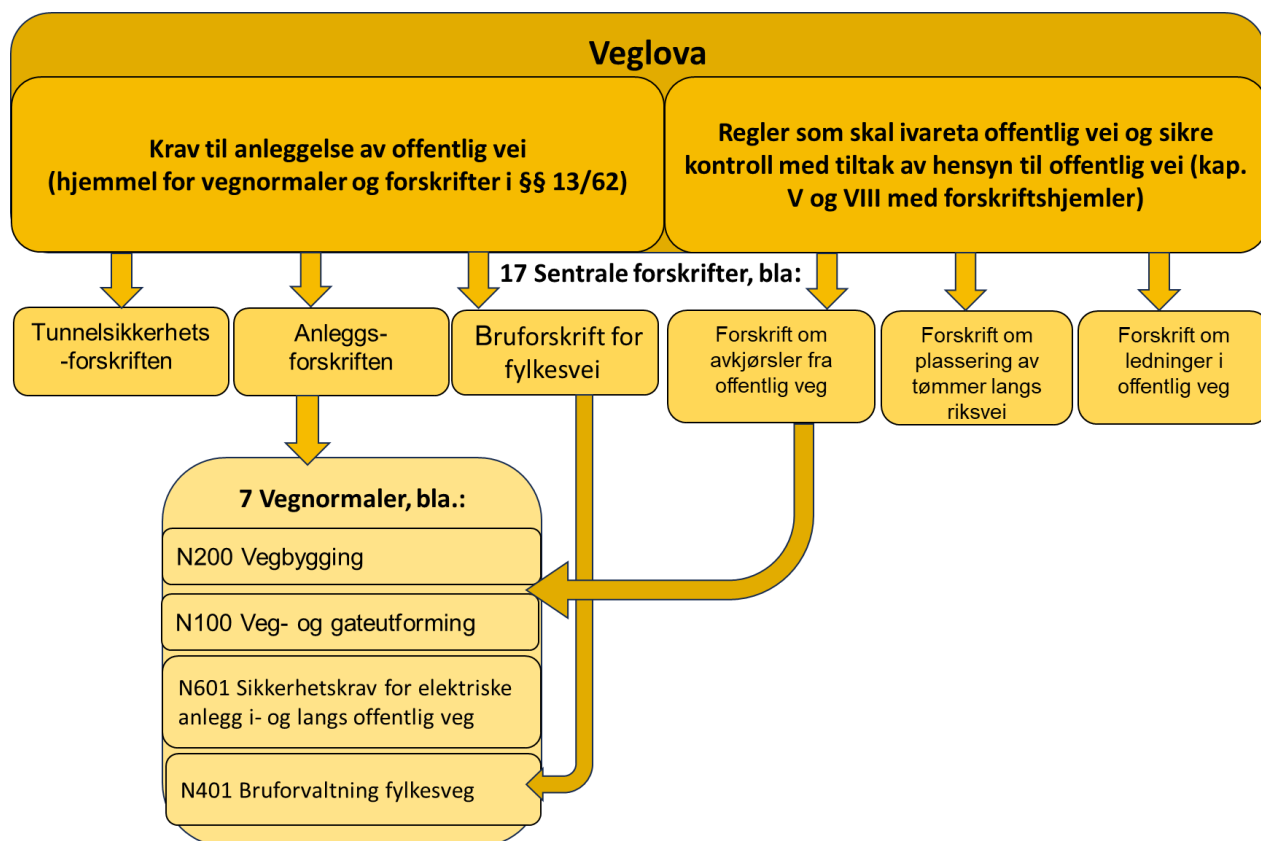 Veglova
Krav til anleggelse av offentlig vei
(hjemmel for vegnormaler og forskrifter i §§ 13/62)
Regler som skal ivareta offentlig vei og sikre
kontroll med tiltak av hensyn til offentlig vei (kap.
V og VIII med forskriftshjemler)
17 Sentrale forskrifter, bla:
Tunnelsikkerhets
-forskriften
Anleggs-
forskriften
Bruforskrift for
fylkesvei
Forskrift om
avkjørsler fra
offentlig veg
Forskrift om
plassering av
tømmer langs
riksvei
Forskrift om
ledninger i
offentlig veg
7 Vegnormaler, bla.:
N200 Vegbygging
N100 Veg- og gateutforming
N601 Sikkerhetskrav for elektriske
anlegg i- og langs offentlig veg
N401 Bruforvaltning fylkesveg